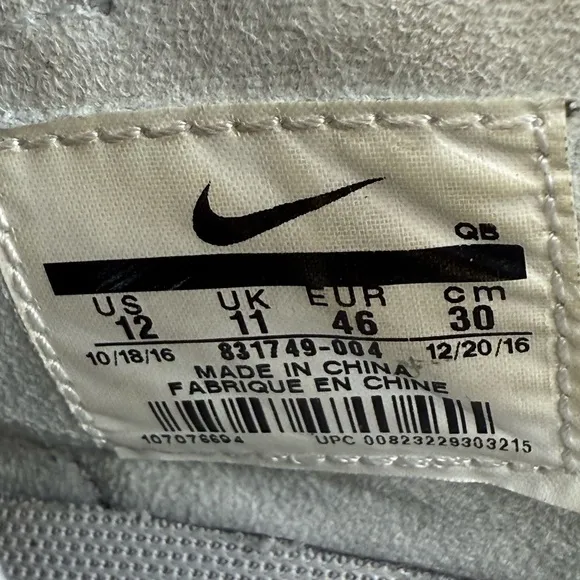 QB
US UK EUR cm
12 11 46 30
10/18/16 831749-004 12/20/16
MADE IN CHINA
FABRIQUE EN CHINE
107076694 UPC 00823229303215